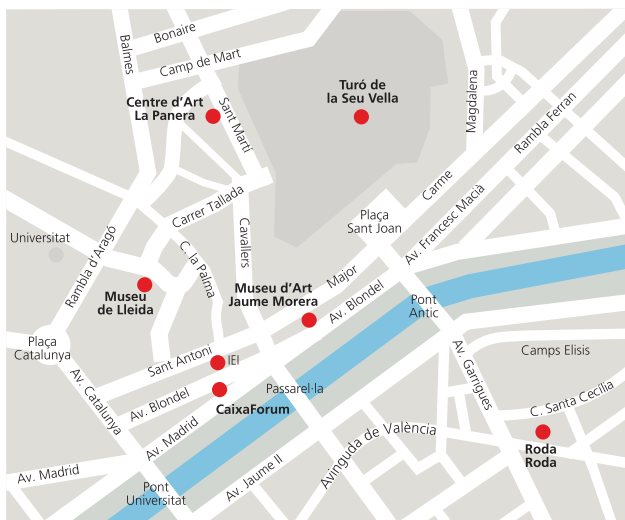 Bonaire
Balmes
Camp de Mart
Centre d’Art
La Panera
Sant Martí
Turó de
la Seu Vella
Magdalena
Rambla Ferran
Carme
Carrer Tallada
Plaça
Sant Joan
Av. Francesc Macià
Universitat
Rambla d’Aragó
C. la Palma
Cavallers
Museu
de Lleida
Museu d’Art
Jaume Morera
Major
Av. Blondel
Pont
Antic
Plaça
Catalunya
Sant Antoni
IEI
Av. Catalunya
Av. Blondel
CaixaForum
Passarel·la
Av. Garrigues
Camps Elisis
C. Santa Cecília
Av. Madrid
Av. Madrid
Pont
Universitat
Av. Jaume II
Avinguda de València
Roda
Roda